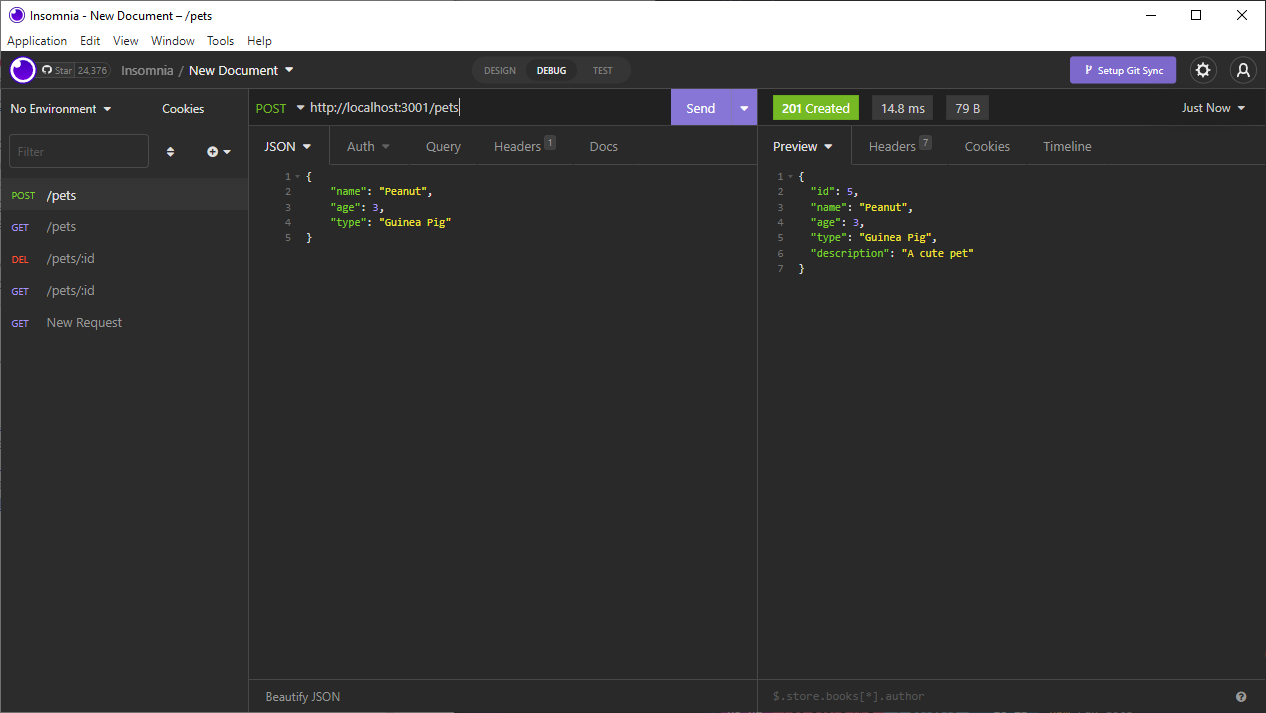 Insomnia - New Document – /pets
Application Edit View Window Tools Help
Star 24,376 Insomnia / New Document DESIGN DEBUG TEST Setup Git Sync
No Environment Cookies
Filter
POST /pets
GET /pets
DEL /pets/:id
GET /pets/:id
GET New Request
POST http://localhost:3001/pets Send
JSON Auth Query Headers 1 Docs
1 {
2 "name": "Peanut",
3 "age": 3,
4 "type": "Guinea Pig"
5 }
Beautify JSON
201 Created 14.8 ms 79 B Just Now
Preview Headers 7 Cookies Timeline
1 {
2 "id": 5,
3 "name": "Peanut",
4 "age": 3,
5 "type": "Guinea Pig",
6 "description": "A cute pet"
7 }
$.store.books[*].author